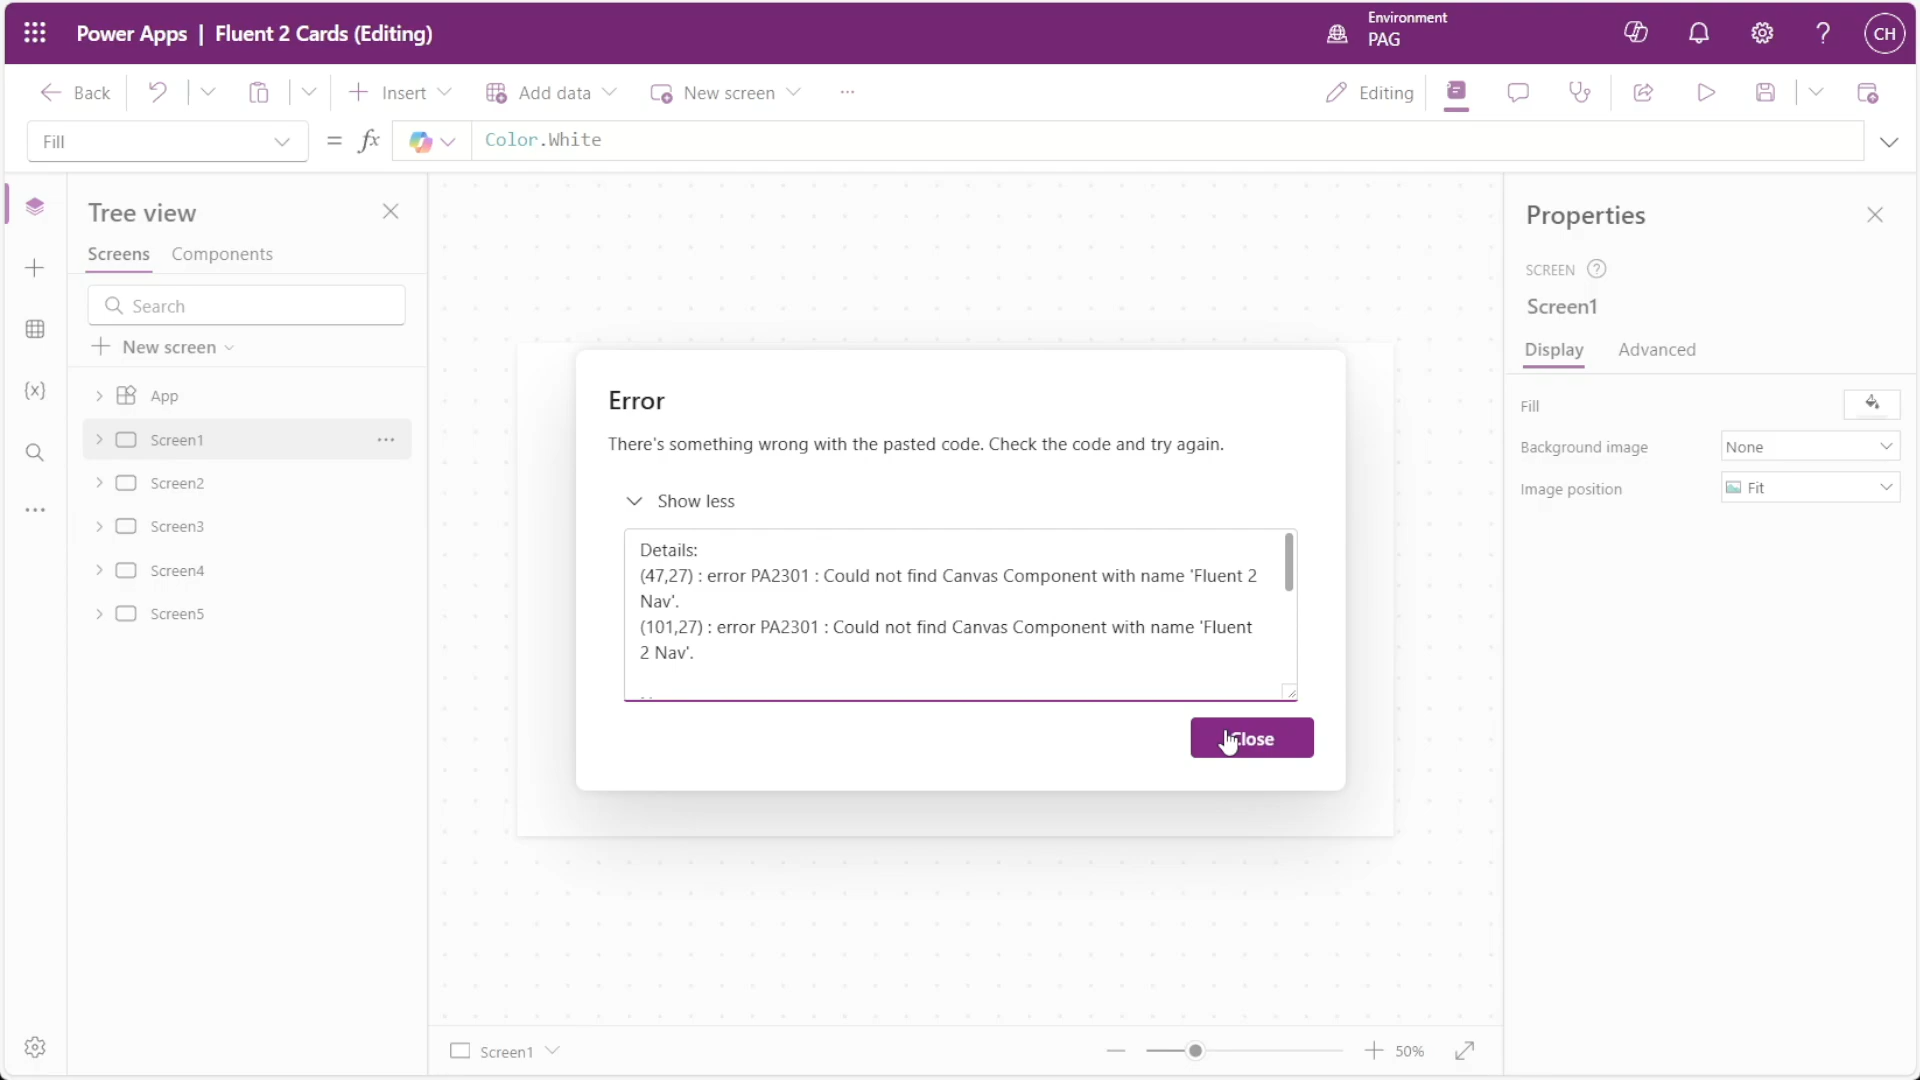 Power Apps | Fluent 2 Cards (Editing)
Environment
PAG
CH
Back
Insert
Add data
New screen
...
Editing
Fill
= fx
Color.White
Tree view
Screens
Components
Search
New screen
App
Screen1
...
Screen2
Screen3
Screen4
Screen5
Error
There's something wrong with the pasted code. Check the code and try again.
Show less
Details:
(47,27) : error PA2301 : Could not find Canvas Component with name 'Fluent 2
Nav'.
(101,27) : error PA2301 : Could not find Canvas Component with name 'Fluent
2 Nav'.
Close
Properties
SCREEN
Screen1
Display
Advanced
Fill
Background image
None
Image position
Fit
Screen1
50%